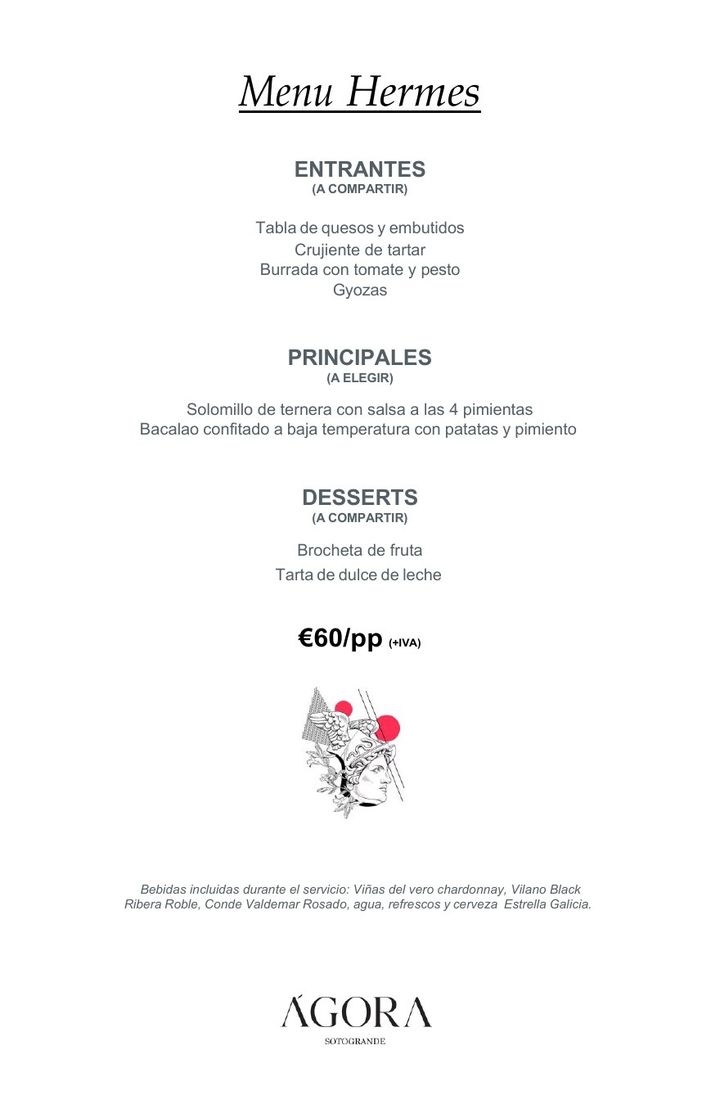 Menu Hermes
ENTRANTES
(A COMPARTIR)
Tabla de quesos y embutidos
Crujiente de tartar
Burrada con tomate y pesto
Gyozas
PRINCIPALES
(A ELEGIR)
Solomillo de ternera con salsa a las 4 pimientas
Bacalao confitado a baja temperatura con patatas y pimiento
DESSERTS
(A COMPARTIR)
Brocheta de fruta
Tarta de dulce de leche
€60/pp (+IVA)
Bebidas incluidas durante el servicio: Viñas del vero chardonnay, Vilano Black
Ribera Roble, Conde Valdemar Rosado, agua, refrescos y cerveza Estrella Galicia.
ÁGORA
SOTOGRANDE